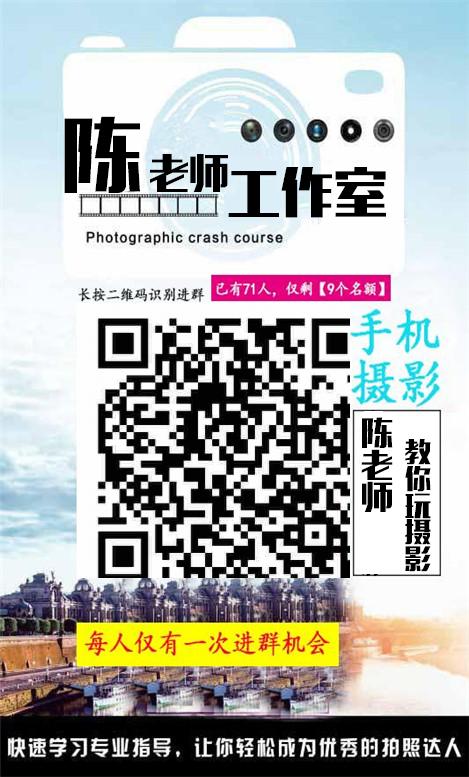 陈老师工作室
Photographic crash course
长按二维码识别进群
已有71人，仅剩【9个名额】
手机
摄影
陈老师
教你玩摄影
每人仅有一次进群机会
快速学习专业指导，让你轻松成为优秀的拍照达人